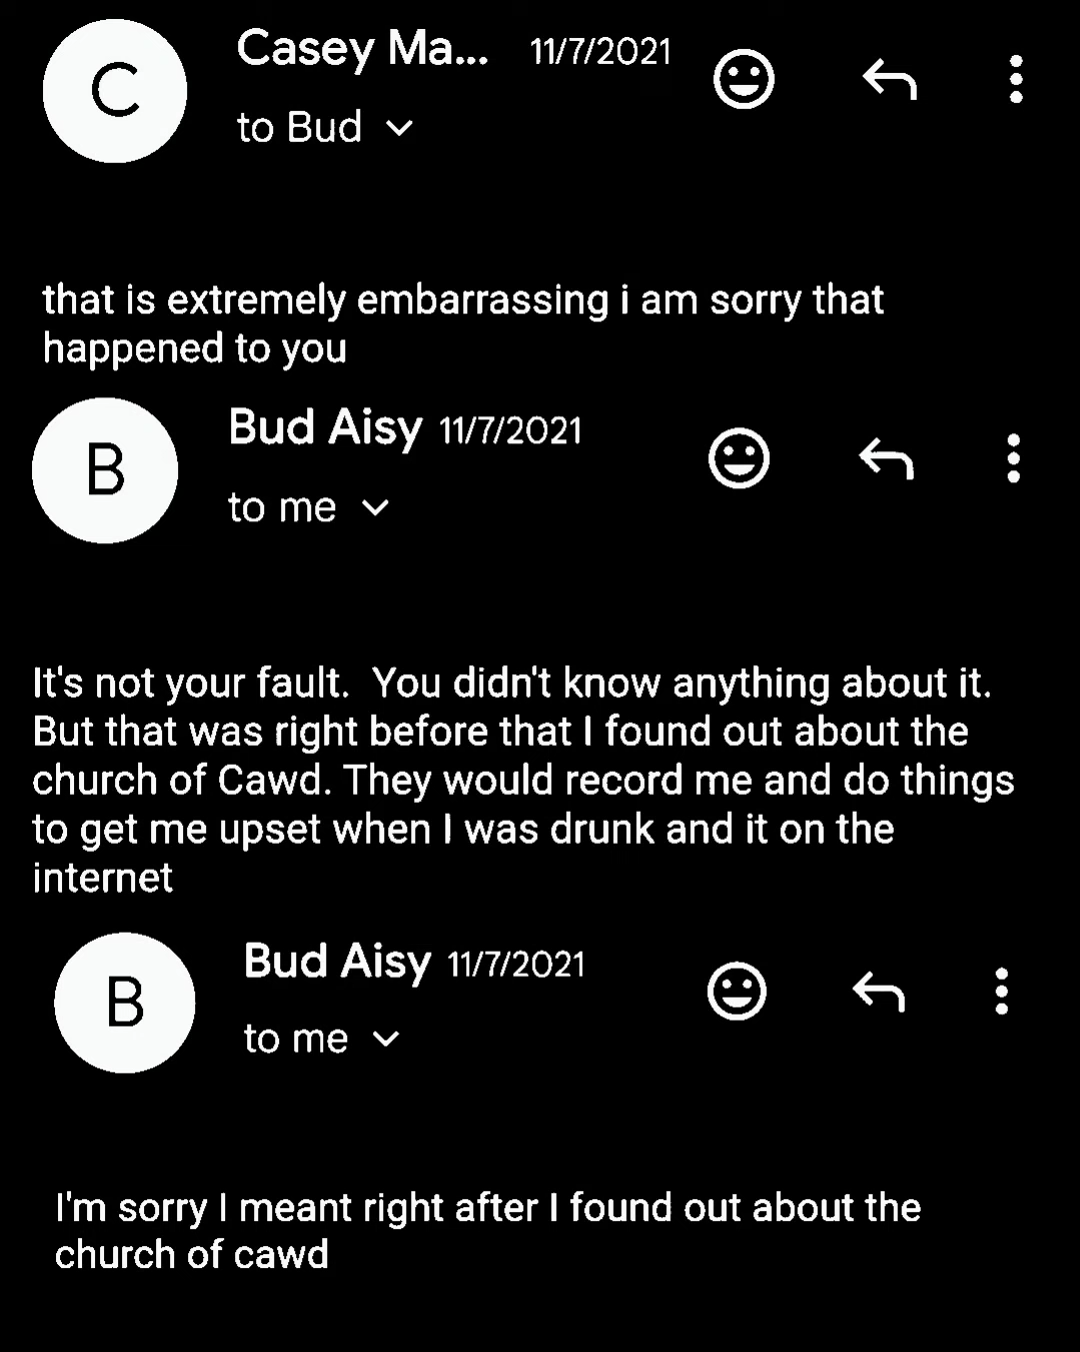 C
Casey Ma... 11/7/2021
to Bud
that is extremely embarrassing i am sorry that
happened to you
B
Bud Aisy 11/7/2021
to me
It's not your fault.  You didn't know anything about it.
But that was right before that I found out about the
church of Cawd. They would record me and do things
to get me upset when I was drunk and it on the
internet
B
Bud Aisy 11/7/2021
to me
I'm sorry I meant right after I found out about the
church of cawd